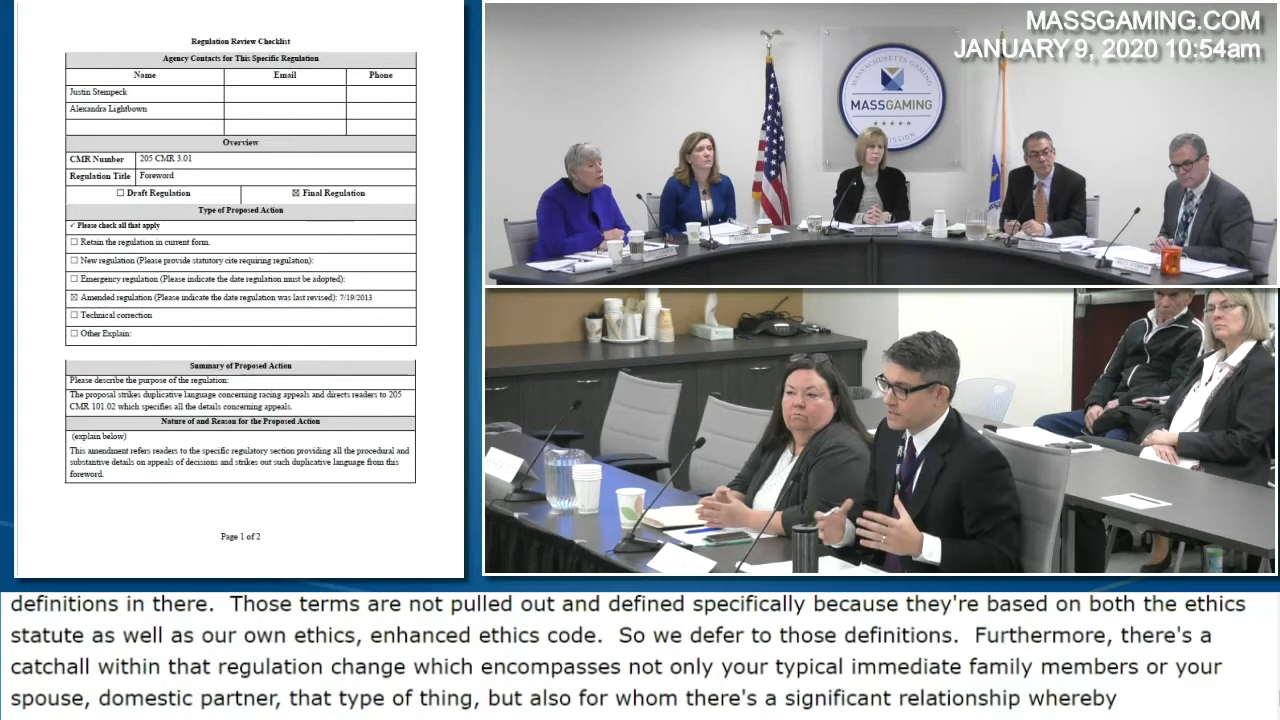 Regulation Review Checklist
Agency Contacts for This Specific Regulation
Name Email Phone
Justin Stempeck
Alexandra Lightbown
Overview
CMR Number 205 CMR 3.01
Regulation Title Foreword
☐ Draft Regulation ☒ Final Regulation
Type of Proposed Action
✓ Please check all that apply
☐ Retain the regulation in current form.
☐ New regulation (Please provide statutory cite requiring regulation):
☐ Emergency regulation (Please indicate the date regulation must be adopted):
☒ Amended regulation (Please indicate the date regulation was last revised): 7/19/2013
☐ Technical correction
☐ Other Explain:
Summary of Proposed Action
Please describe the purpose of the regulation:
The proposal strikes duplicative language concerning racing appeals and directs readers to 205
CMR 101.02 which specifies all the details concerning appeals.
Nature of and Reason for the Proposed Action
(explain below)
This amendment refers readers to the specific regulatory section providing all the procedural and
substantive details on appeals of decisions and strikes out such duplicative language from this
foreword.
Page 1 of 2
MASSGAMING.COM
JANUARY 9, 2020 10:54am
MASSACHUSETTS GAMING
MASSGAMING
definitions in there.  Those terms are not pulled out and defined specifically because they're based on both the ethics
statute as well as our own ethics, enhanced ethics code.  So we defer to those definitions.  Furthermore, there's a
catchall within that regulation change which encompasses not only your typical immediate family members or your
spouse, domestic partner, that type of thing, but also for whom there's a significant relationship whereby